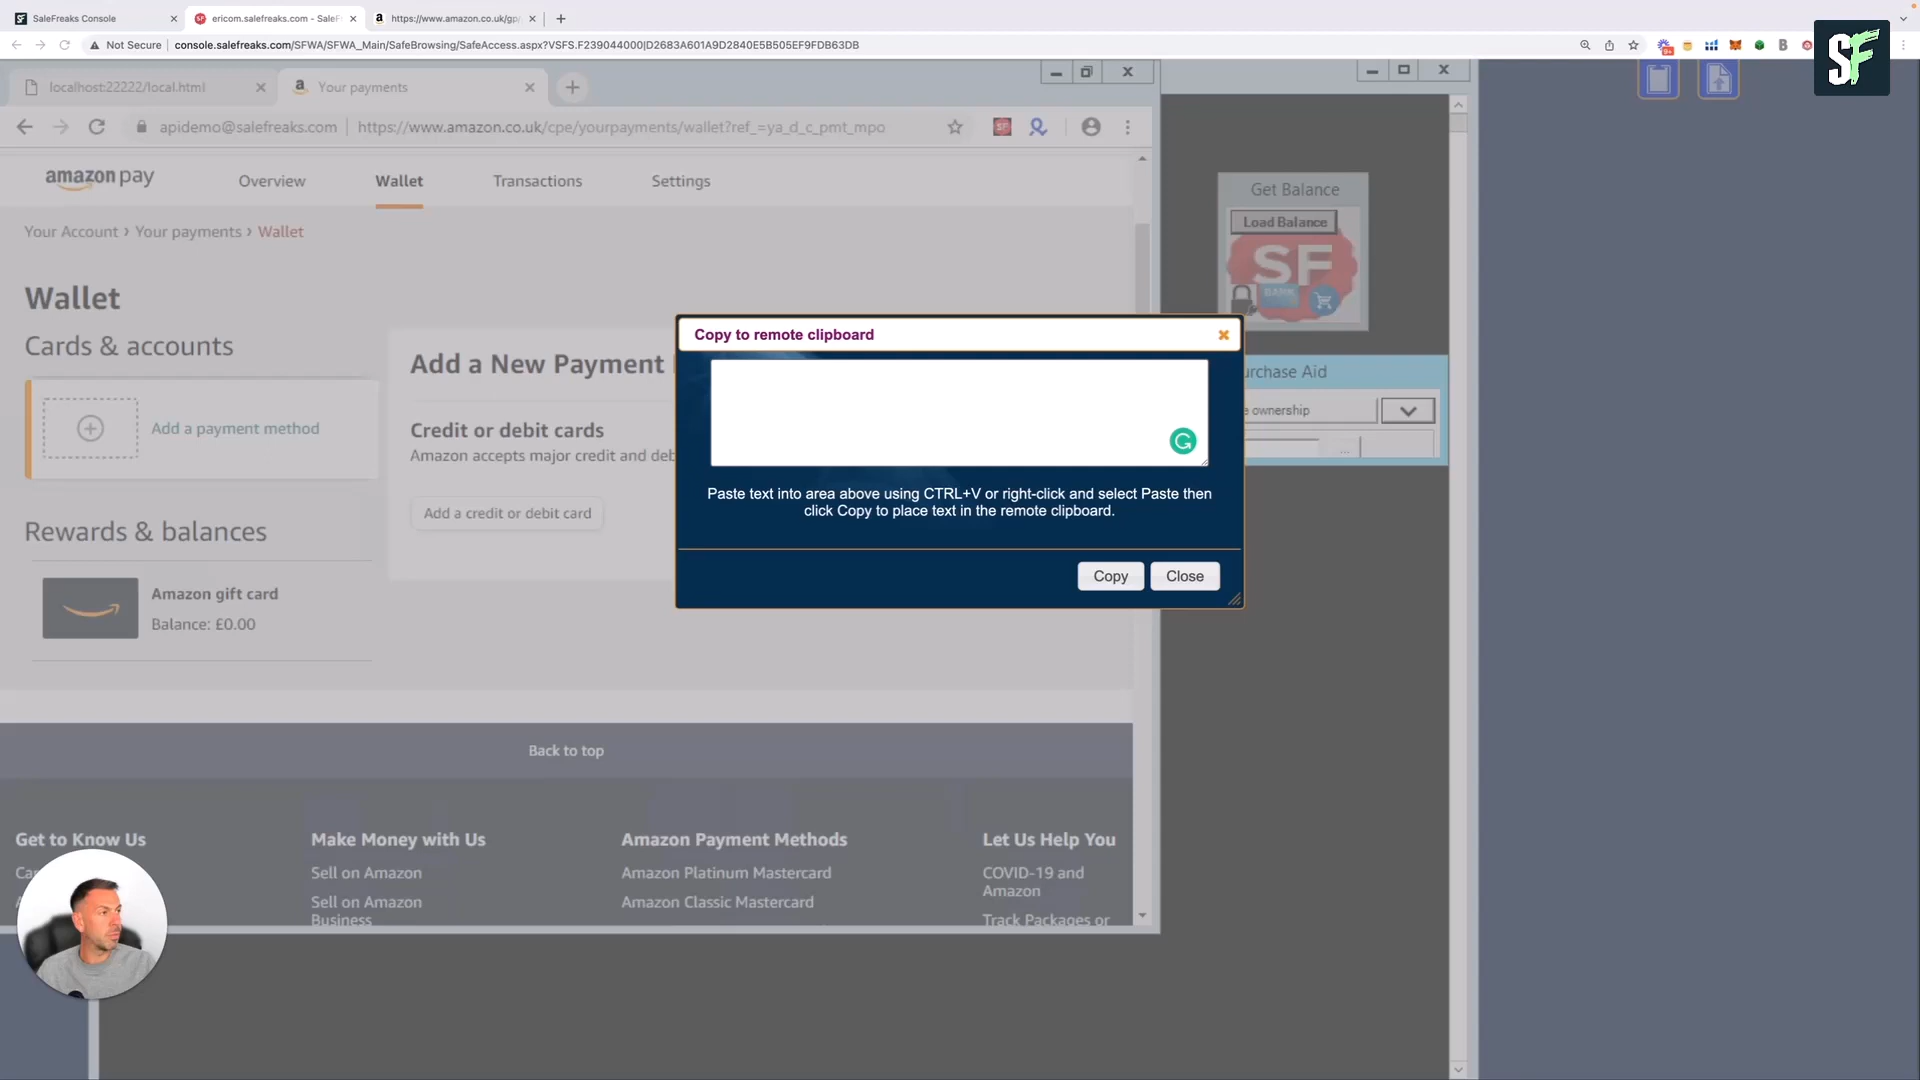 SaleFreaks Console
ericom.salefreaks.com - SaleF
https://www.amazon.co.uk/gp/
Not Secure
console.salefreaks.com/SFWA/SFWA_Main/SafeBrowsing/SafeAccess.aspx?VSFS.F239044000|D2683A601A9D2840E5B505EF9FDB63DB
9+
B
SF
localhost:22222/local.html
Your payments
apidemo@salefreaks.com
https://www.amazon.co.uk/cpe/yourpayments/wallet?ref_=ya_d_c_pmt_mpo
amazon pay
Overview
Wallet
Transactions
Settings
Your Account › Your payments › Wallet
Wallet
Cards & accounts
Add a payment method
Add a New Payment
Credit or debit cards
Amazon accepts major credit and deb
Add a credit or debit card
Rewards & balances
Amazon gift card
Balance: £0.00
Get Balance
Load Balance
SF
BANK
urchase Aid
e ownership
...
Copy to remote clipboard
Paste text into area above using CTRL+V or right-click and select Paste then
click Copy to place text in the remote clipboard.
Copy
Close
Back to top
Get to Know Us
Make Money with Us
Sell on Amazon
Sell on Amazon
Business
Amazon Payment Methods
Amazon Platinum Mastercard
Amazon Classic Mastercard
Let Us Help You
COVID-19 and
Amazon
Track Packages or